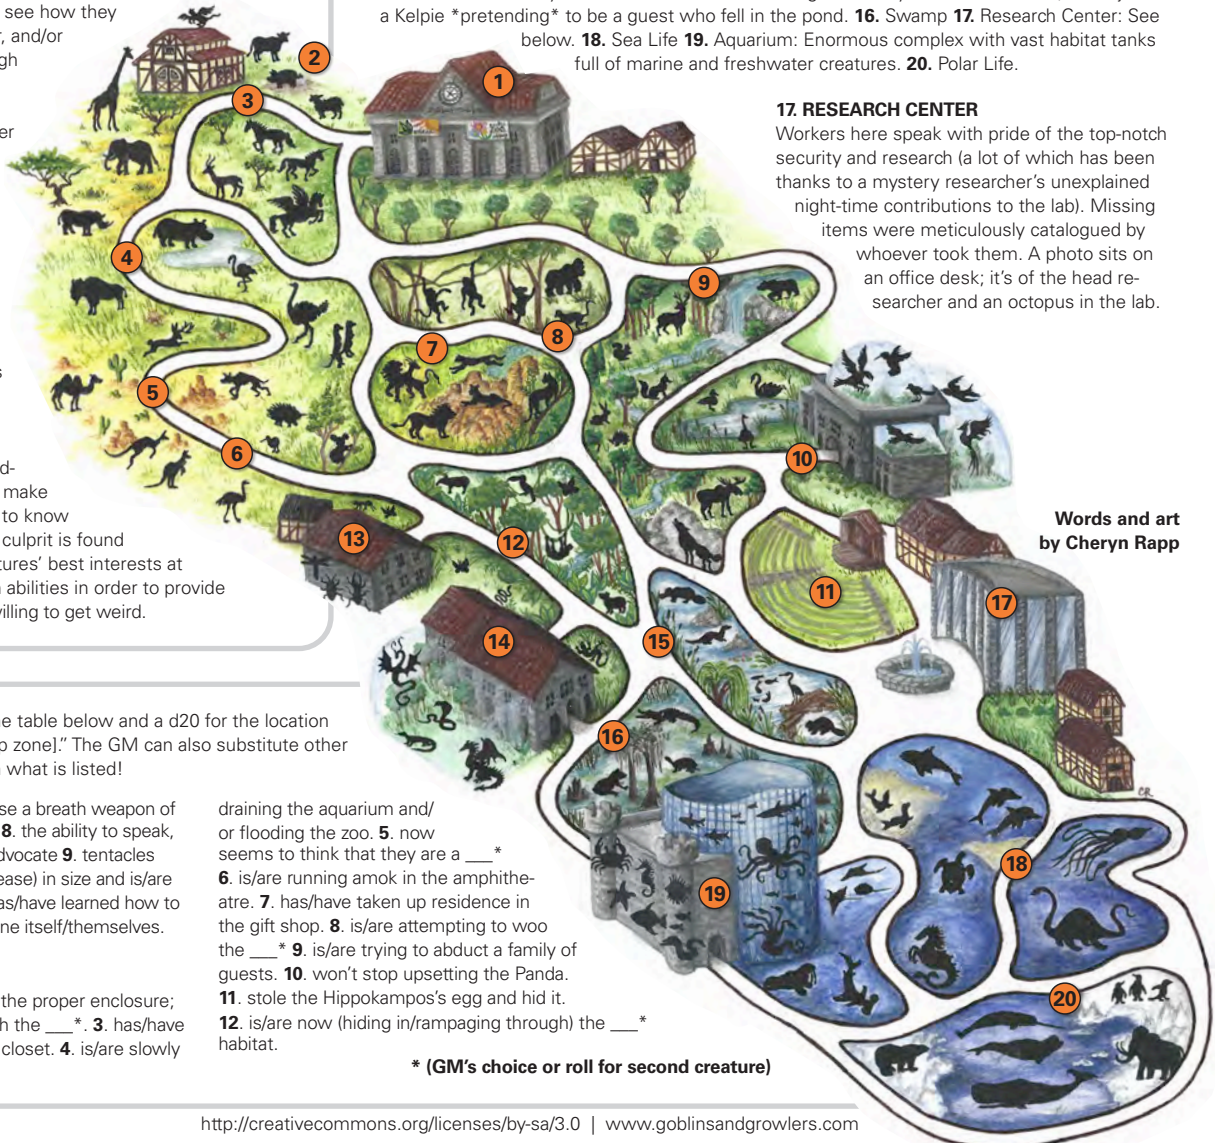 see how they
, and/or
gh
er
s
d-
make
to know
culprit is found
tures' best interests at
abilities in order to provide
villing to get weird.
a Kelpie *pretending* to be a guest who fell in the pond. 16. Swamp 17. Research Center: See
below. 18. Sea Life 19. Aquarium: Enormous complex with vast habitat tanks
full of marine and freshwater creatures. 20. Polar Life.
17. RESEARCH CENTER
Workers here speak with pride of the top-notch
security and research (a lot of which has been
thanks to a mystery researcher's unexplained
night-time contributions to the lab). Missing
items were meticulously catalogued by
whoever took them. A photo sits on
an office desk; it's of the head re-
searcher and an octopus in the lab.
1
2
3
4
5
6
7
8
9
10
11
12
13
14
15
16
17
18
19
20
Words and art
by Cheryn Rapp
CR
e table below and a d20 for the location
p zone]." The GM can also substitute other
what is listed!
se a breath weapon of
8. the ability to speak,
dvocate 9. tentacles
ease) in size and is/are
as/have learned how to
ne itself/themselves.
the proper enclosure;
h the ___*. 3. has/have
closet. 4. is/are slowly
draining the aquarium and/
or flooding the zoo. 5. now
seems to think that they are a ___*
6. is/are running amok in the amphithe-
atre. 7. has/have taken up residence in
the gift shop. 8. is/are attempting to woo
the ___* 9. is/are trying to abduct a family of
guests. 10. won't stop upsetting the Panda.
11. stole the Hippokampos's egg and hid it.
12. is/are now (hiding in/rampaging through) the ___*
habitat.
* (GM's choice or roll for second creature)
http://creativecommons.org/licenses/by-sa/3.0 | www.goblinsandgrowlers.com